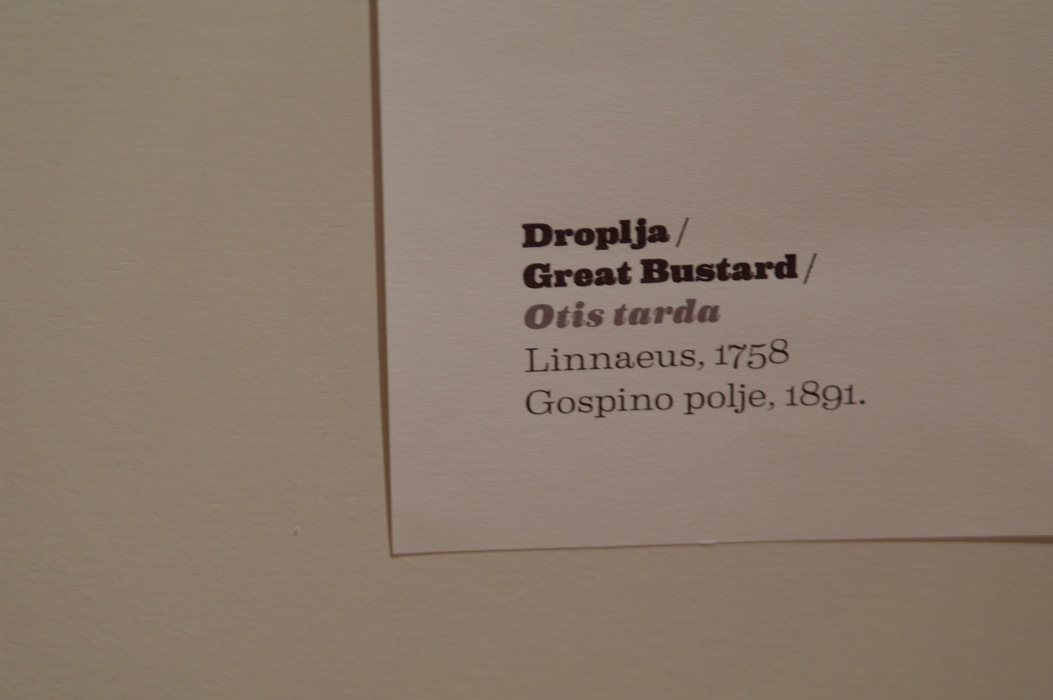 Droplja /
Great Bustard /
Otis tarda
Linnaeus, 1758
Gospino polje, 1891.